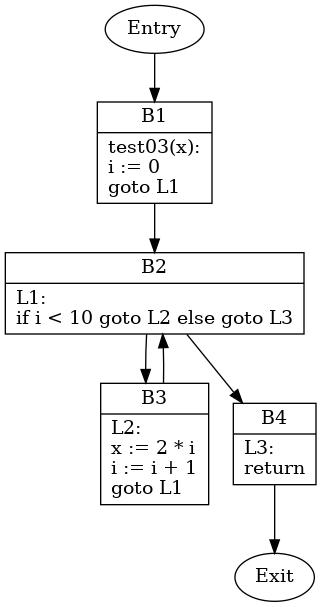 Entry
B1
test03(x):
i := 0
goto L1
B2
L1:
if i < 10 goto L2 else goto L3
B3
L2:
x := 2 * i
i := i + 1
goto L1
B4
L3:
return
Exit